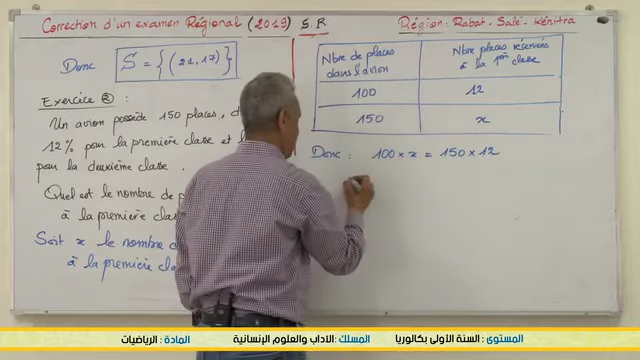 Correction d'un examen Régional (2019) S.R
Région: Rabat-Salé-Kénitra
Donc S = {(21,17)}
Exercice ②:
Un avion possède 150 places, d
12% pour la première classe et
pour la deuxième classe.
Quel est le nombre de p
à la première class
Soit x le nombre
à la première cla
Nbre de places dans l'avion
Nbre places réservées à la 1ère classe
100 12
150 x
Donc: 100 × x = 150 × 12
المستوى : السنة الأولى بكالوريا المسلك: الآداب والعلوم الإنسانية المادة : الرياضيات